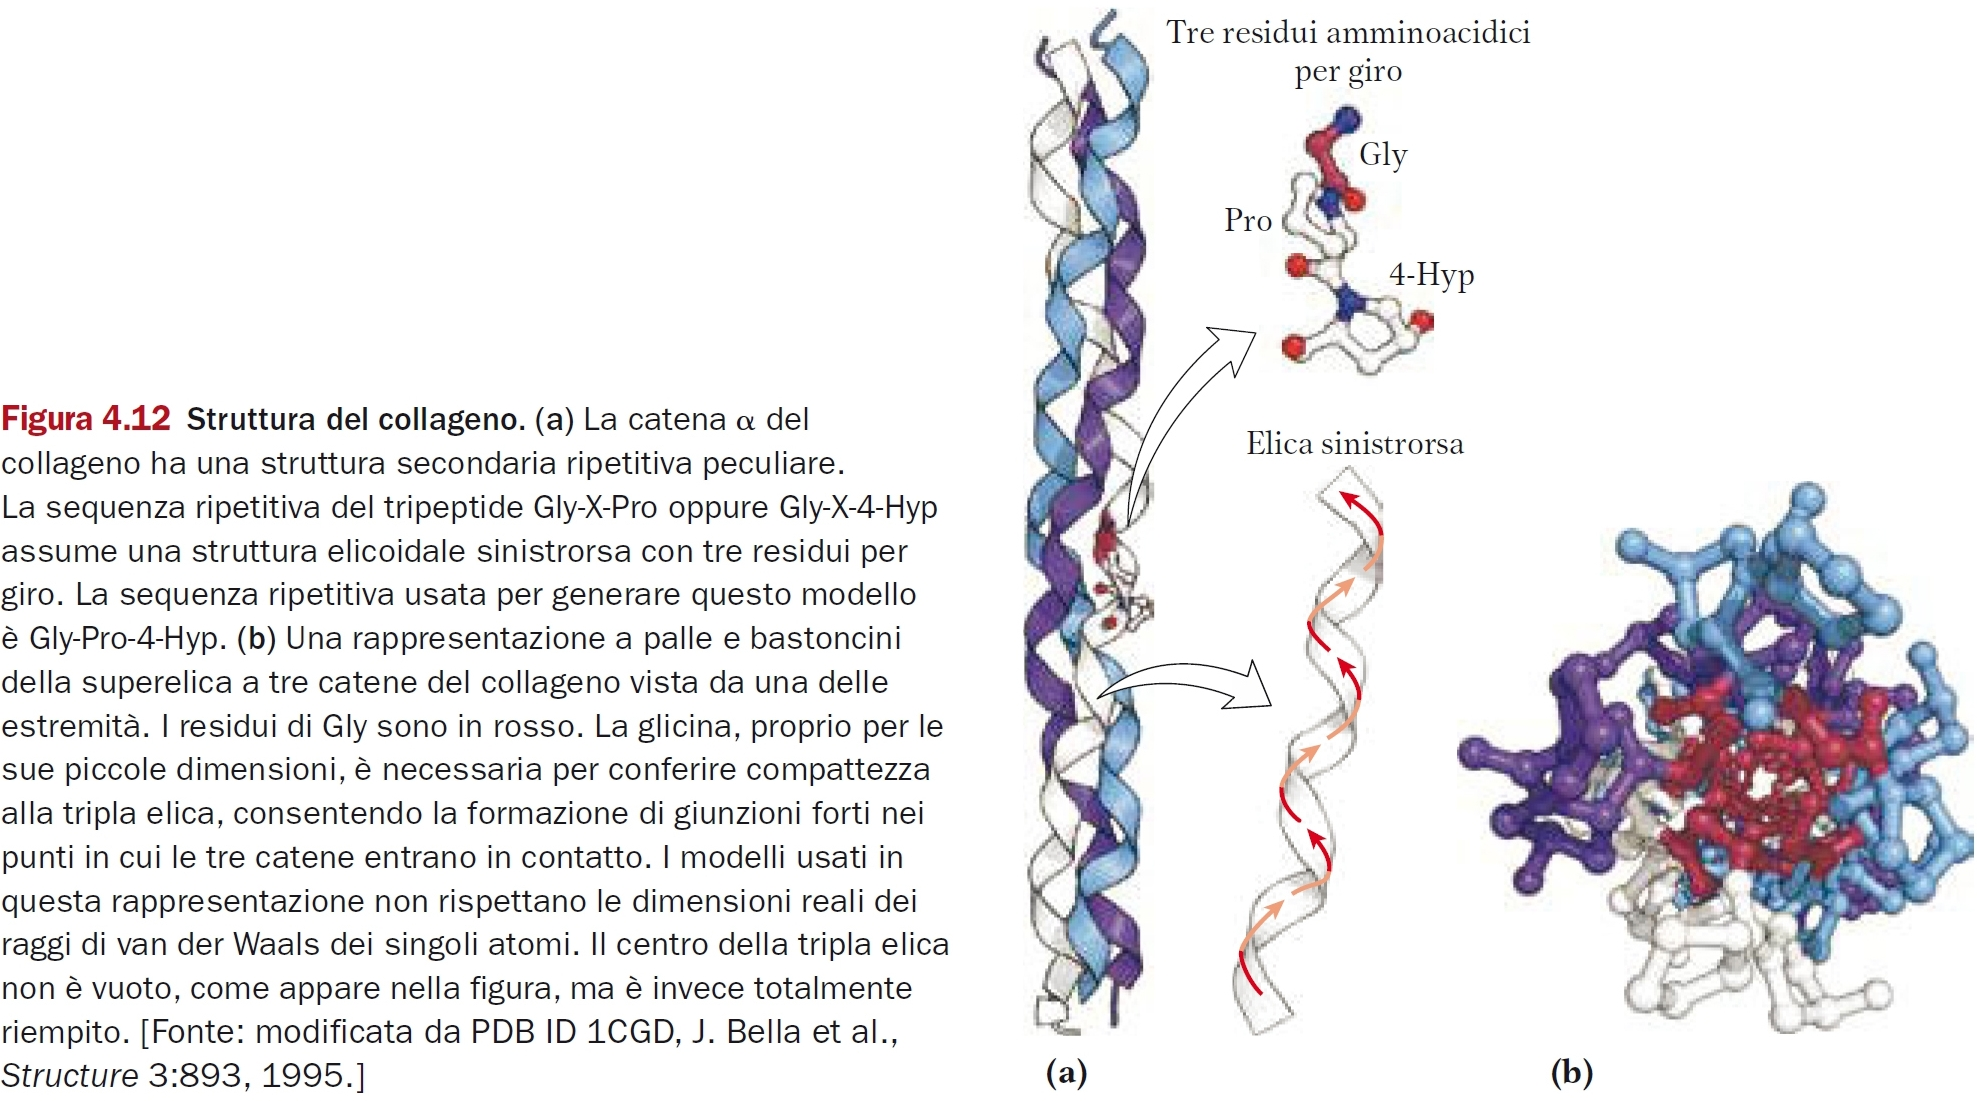 Tre residui amminoacidici
per giro
Gly
Pro
4-Hyp
Elica sinistrorsa
Figura 4.12 Struttura del collageno. (a) La catena α del
collageno ha una struttura secondaria ripetitiva peculiare.
La sequenza ripetitiva del tripeptide Gly-X-Pro oppure Gly-X-4-Hyp
assume una struttura elicoidale sinistrorsa con tre residui per
giro. La sequenza ripetitiva usata per generare questo modello
è Gly-Pro-4-Hyp. (b) Una rappresentazione a palle e bastoncini
della superelica a tre catene del collageno vista da una delle
estremità. I residui di Gly sono in rosso. La glicina, proprio per le
sue piccole dimensioni, è necessaria per conferire compattezza
alla tripla elica, consentendo la formazione di giunzioni forti nei
punti in cui le tre catene entrano in contatto. I modelli usati in
questa rappresentazione non rispettano le dimensioni reali dei
raggi di van der Waals dei singoli atomi. Il centro della tripla elica
non è vuoto, come appare nella figura, ma è invece totalmente
riempito. [Fonte: modificata da PDB ID 1CGD, J. Bella et al.,
Structure 3:893, 1995.]
(a)
(b)